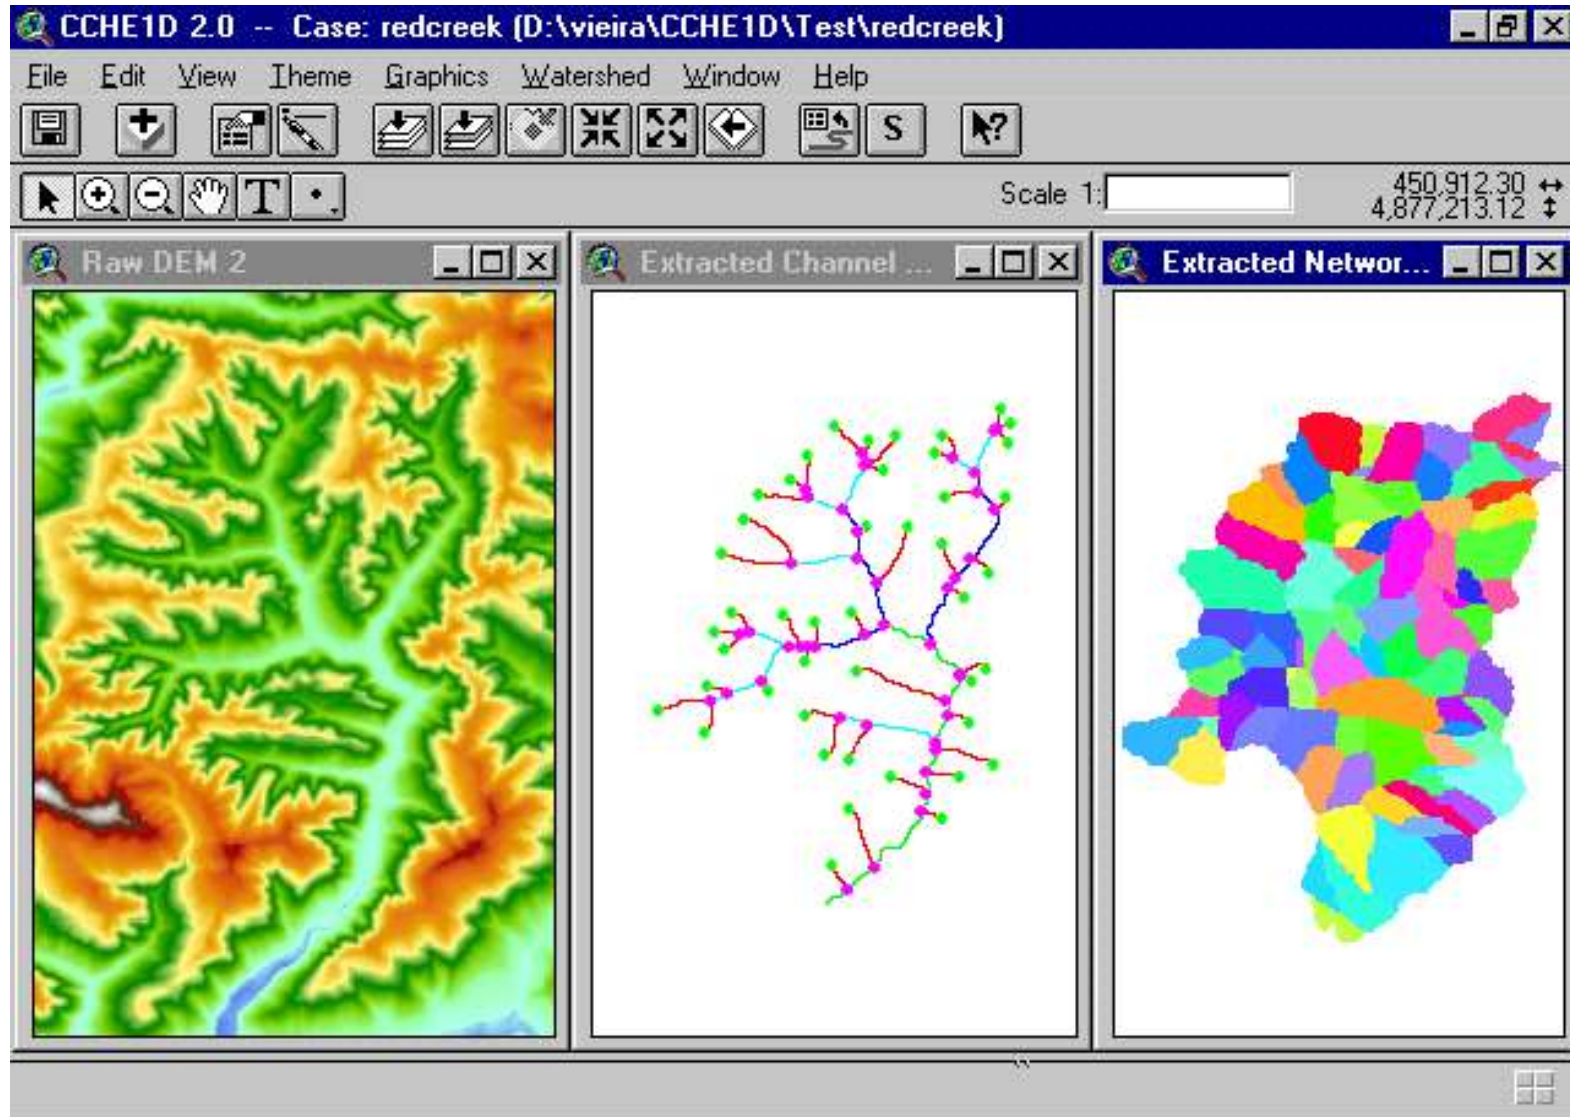 CCHE1D 2.0 -- Case: redcreek (D:\vieira\CCHE1D\Test\redcreek)
File Edit View Theme Graphics Watershed Window Help
S
?
T
Scale 1:
450,912.30
4,877,213.12
Raw DEM 2
Extracted Channel ...
Extracted Networ...